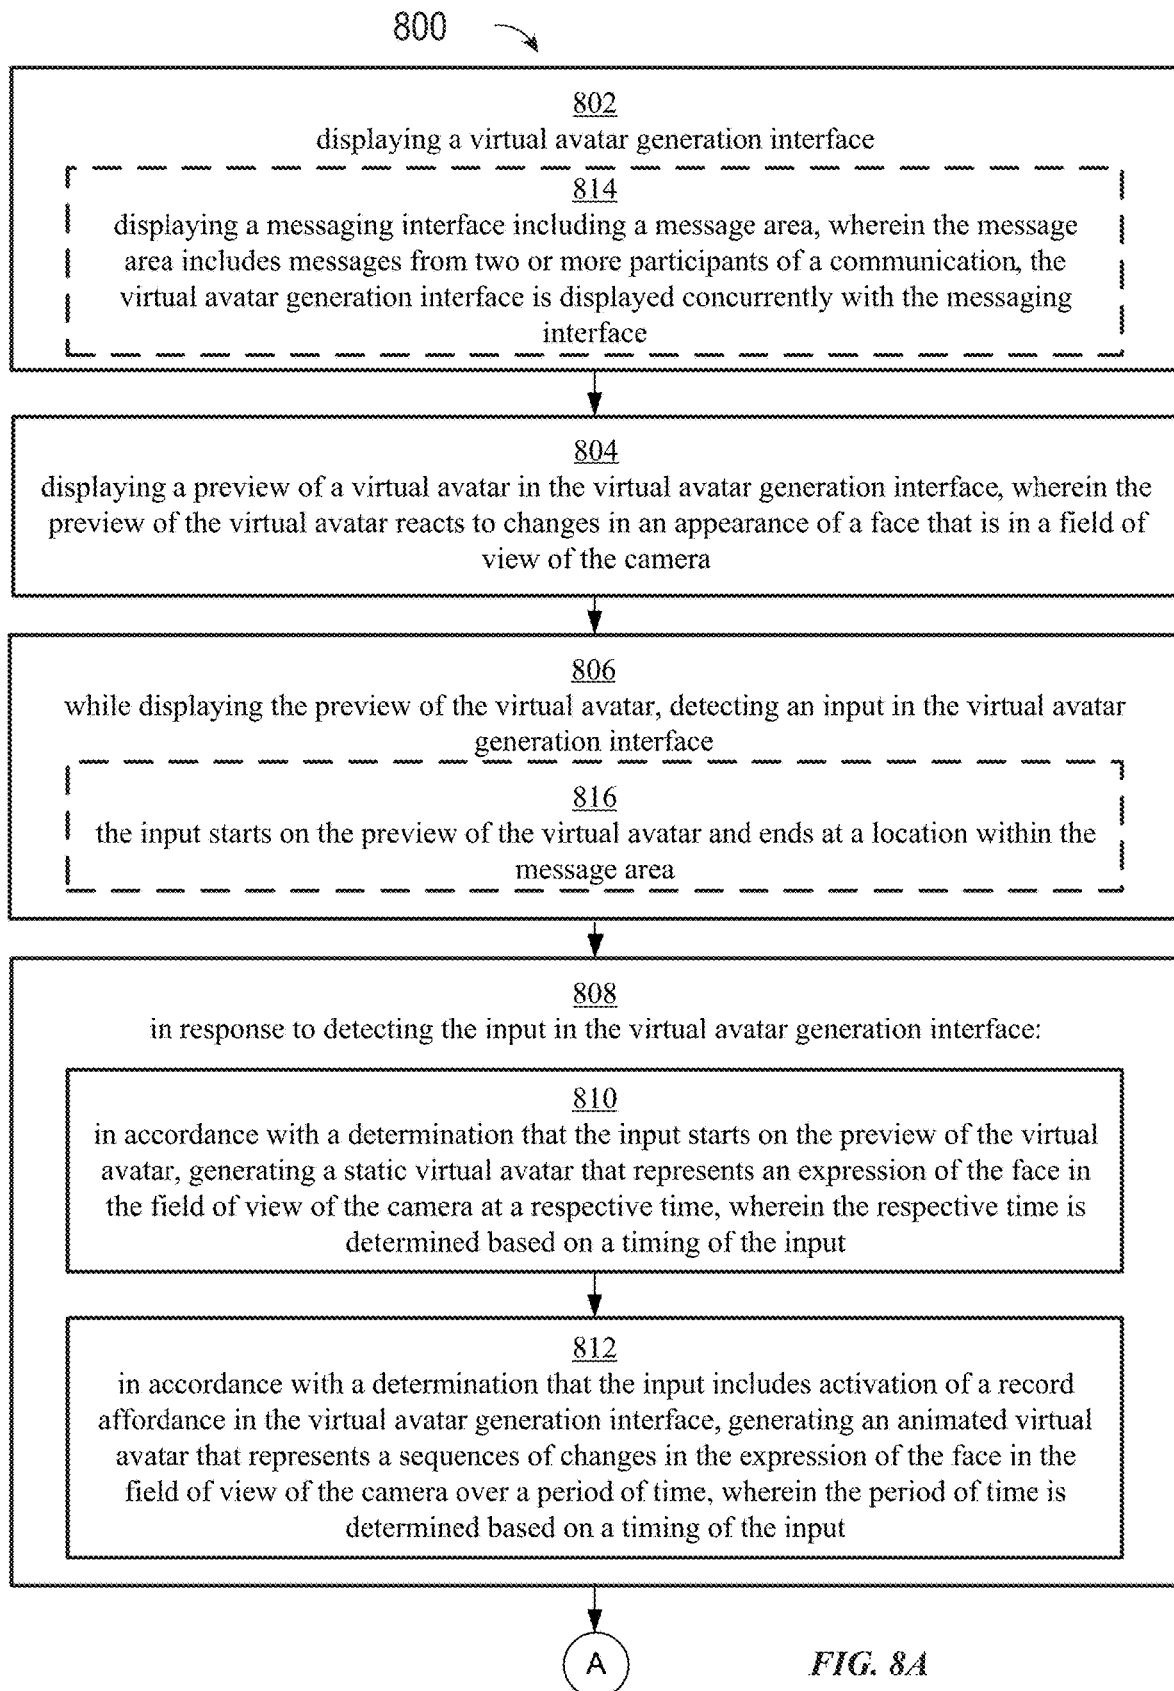 800
802
displaying a virtual avatar generation interface
814
displaying a messaging interface including a message area, wherein the message
area includes messages from two or more participants of a communication, the
virtual avatar generation interface is displayed concurrently with the messaging
interface
804
displaying a preview of a virtual avatar in the virtual avatar generation interface, wherein the
preview of the virtual avatar reacts to changes in an appearance of a face that is in a field of
view of the camera
806
while displaying the preview of the virtual avatar, detecting an input in the virtual avatar
generation interface
816
the input starts on the preview of the virtual avatar and ends at a location within the
message area
808
in response to detecting the input in the virtual avatar generation interface:
810
in accordance with a determination that the input starts on the preview of the virtual
avatar, generating a static virtual avatar that represents an expression of the face in
the field of view of the camera at a respective time, wherein the respective time is
determined based on a timing of the input
812
in accordance with a determination that the input includes activation of a record
affordance in the virtual avatar generation interface, generating an animated virtual
avatar that represents a sequences of changes in the expression of the face in the
field of view of the camera over a period of time, wherein the period of time is
determined based on a timing of the input
A
FIG. 8A